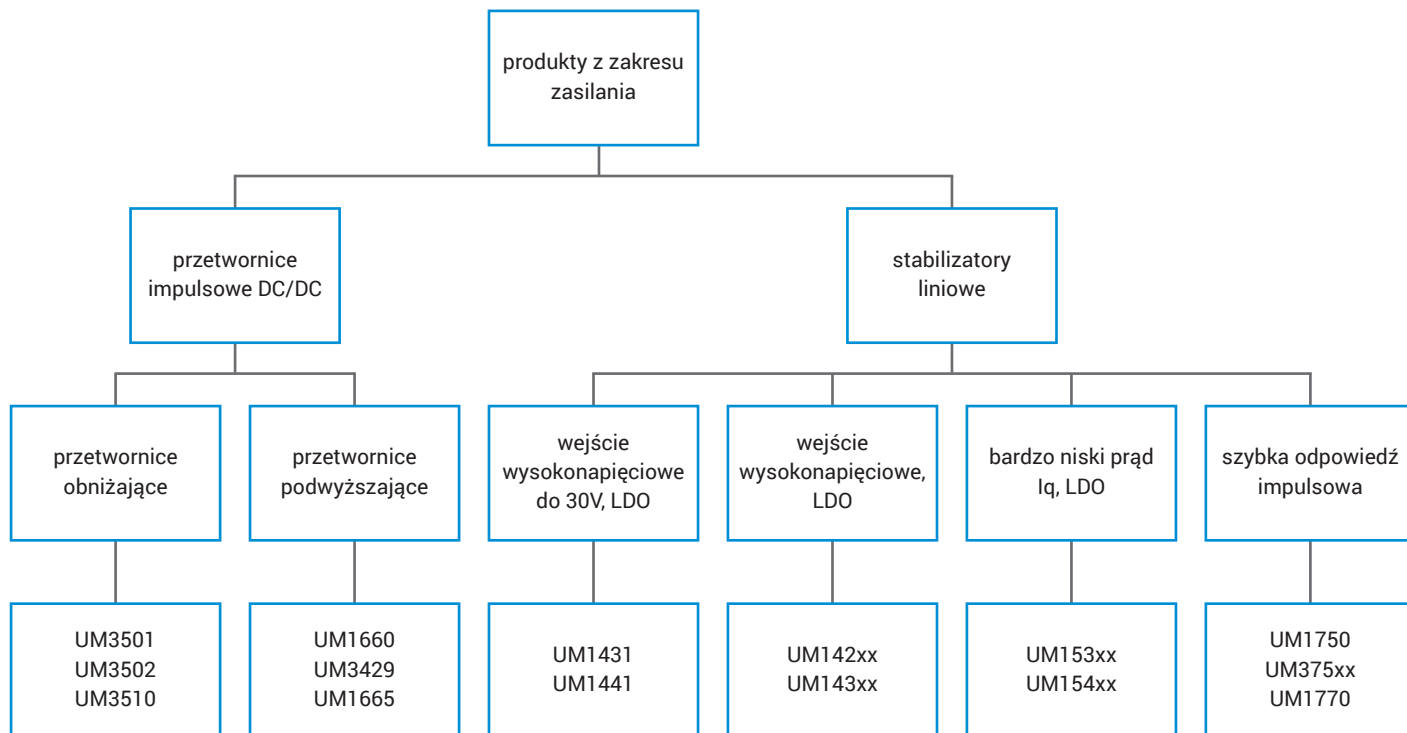 produkty z zakresu
zasilania
przetwornice
impulsowe DC/DC
stabilizatory
liniowe
przetwornice
obniżające
przetwornice
podwyższające
wejście
wysokonapięciowe
do 30V, LDO
wejście
wysokonapięciowe,
LDO
bardzo niski prąd
Iq, LDO
szybka odpowiedź
impulsowa
UM3501
UM3502
UM3510
UM1660
UM3429
UM1665
UM1431
UM1441
UM142xx
UM143xx
UM153xx
UM154xx
UM1750
UM375xx
UM1770